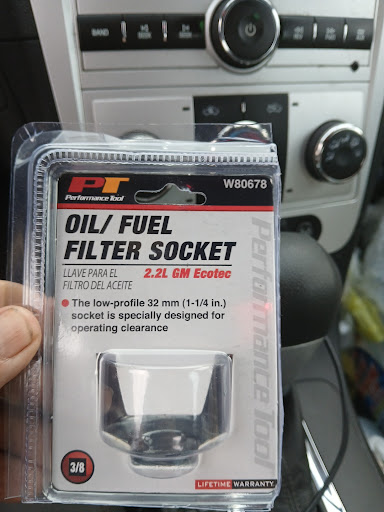 BAND
PT
Performance Tool
W80678
OIL/ FUEL
FILTER SOCKET
LLAVE PARA EL
FILTRO DEL ACEITE
2.2L GM Ecotec
• The low-profile 32 mm (1-1/4 in.)
socket is specially designed for
operating clearance
Performance Tool
3/8
LIFETIME WARRANTY